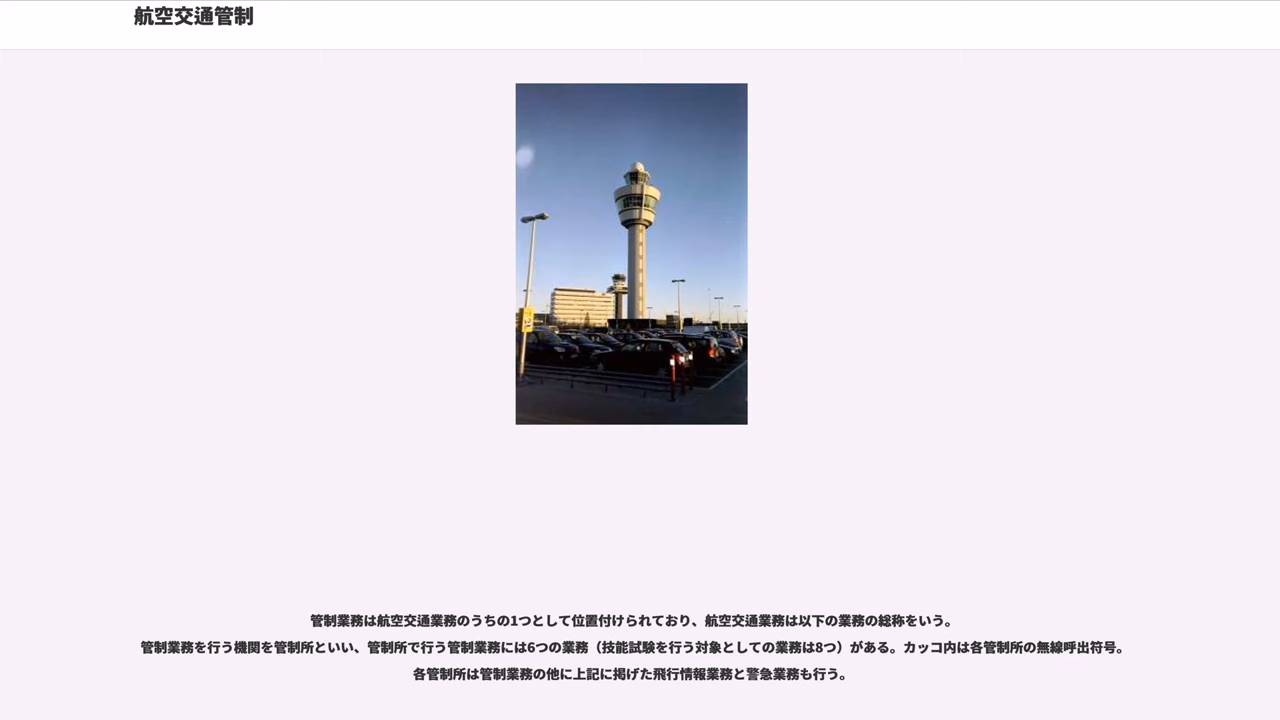 航空交通管制
管制業務は航空交通業務のうちの1つとして位置付けられており、航空交通業務は以下の業務の総称をいう。
管制業務を行う機関を管制所といい、管制所で行う管制業務には6つの業務（技能試験を行う対象としての業務は8つ）がある。カッコ内は各管制所の無線呼出符号。
各管制所は管制業務の他に上記に掲げた飛行情報業務と警急業務も行う。